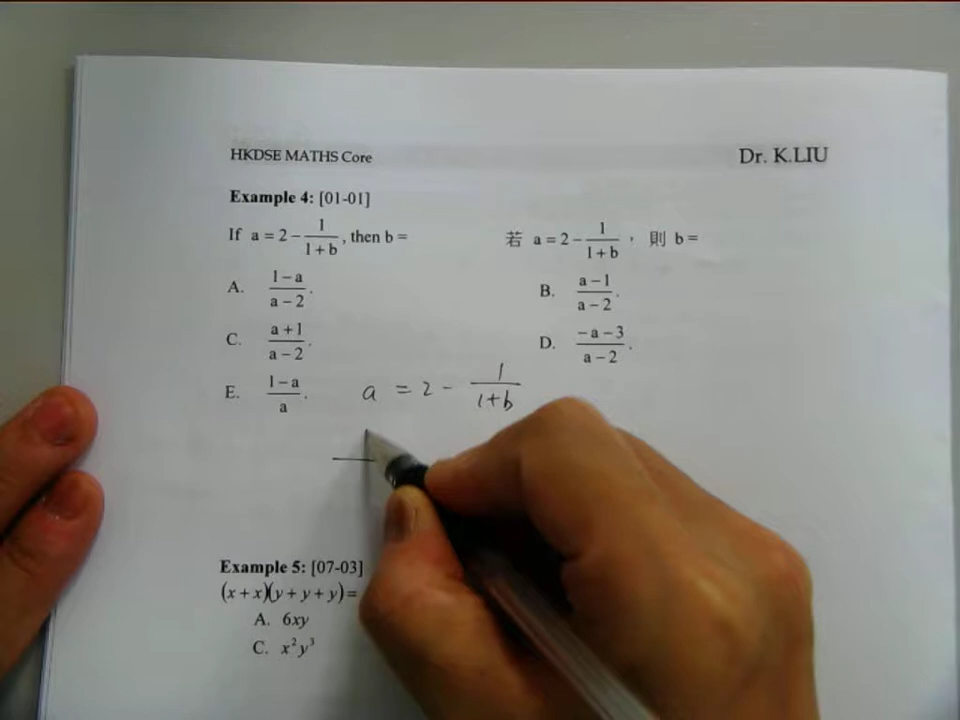 HKDSE MATHS Core Dr. K.LIU
Example 4: [01-01]
If a = 2 − 1/(1 + b), then b = 若 a = 2 − 1/(1 + b)，則 b =
A. (1 − a)/(a − 2). B. (a − 1)/(a − 2).
C. (a + 1)/(a − 2). D. (−a − 3)/(a − 2).
E. (1 − a)/a. a = 2 − 1/(1+b)
Example 5: [07-03]
(x + x)(y + y + y) =
A. 6xy
C. x²y³